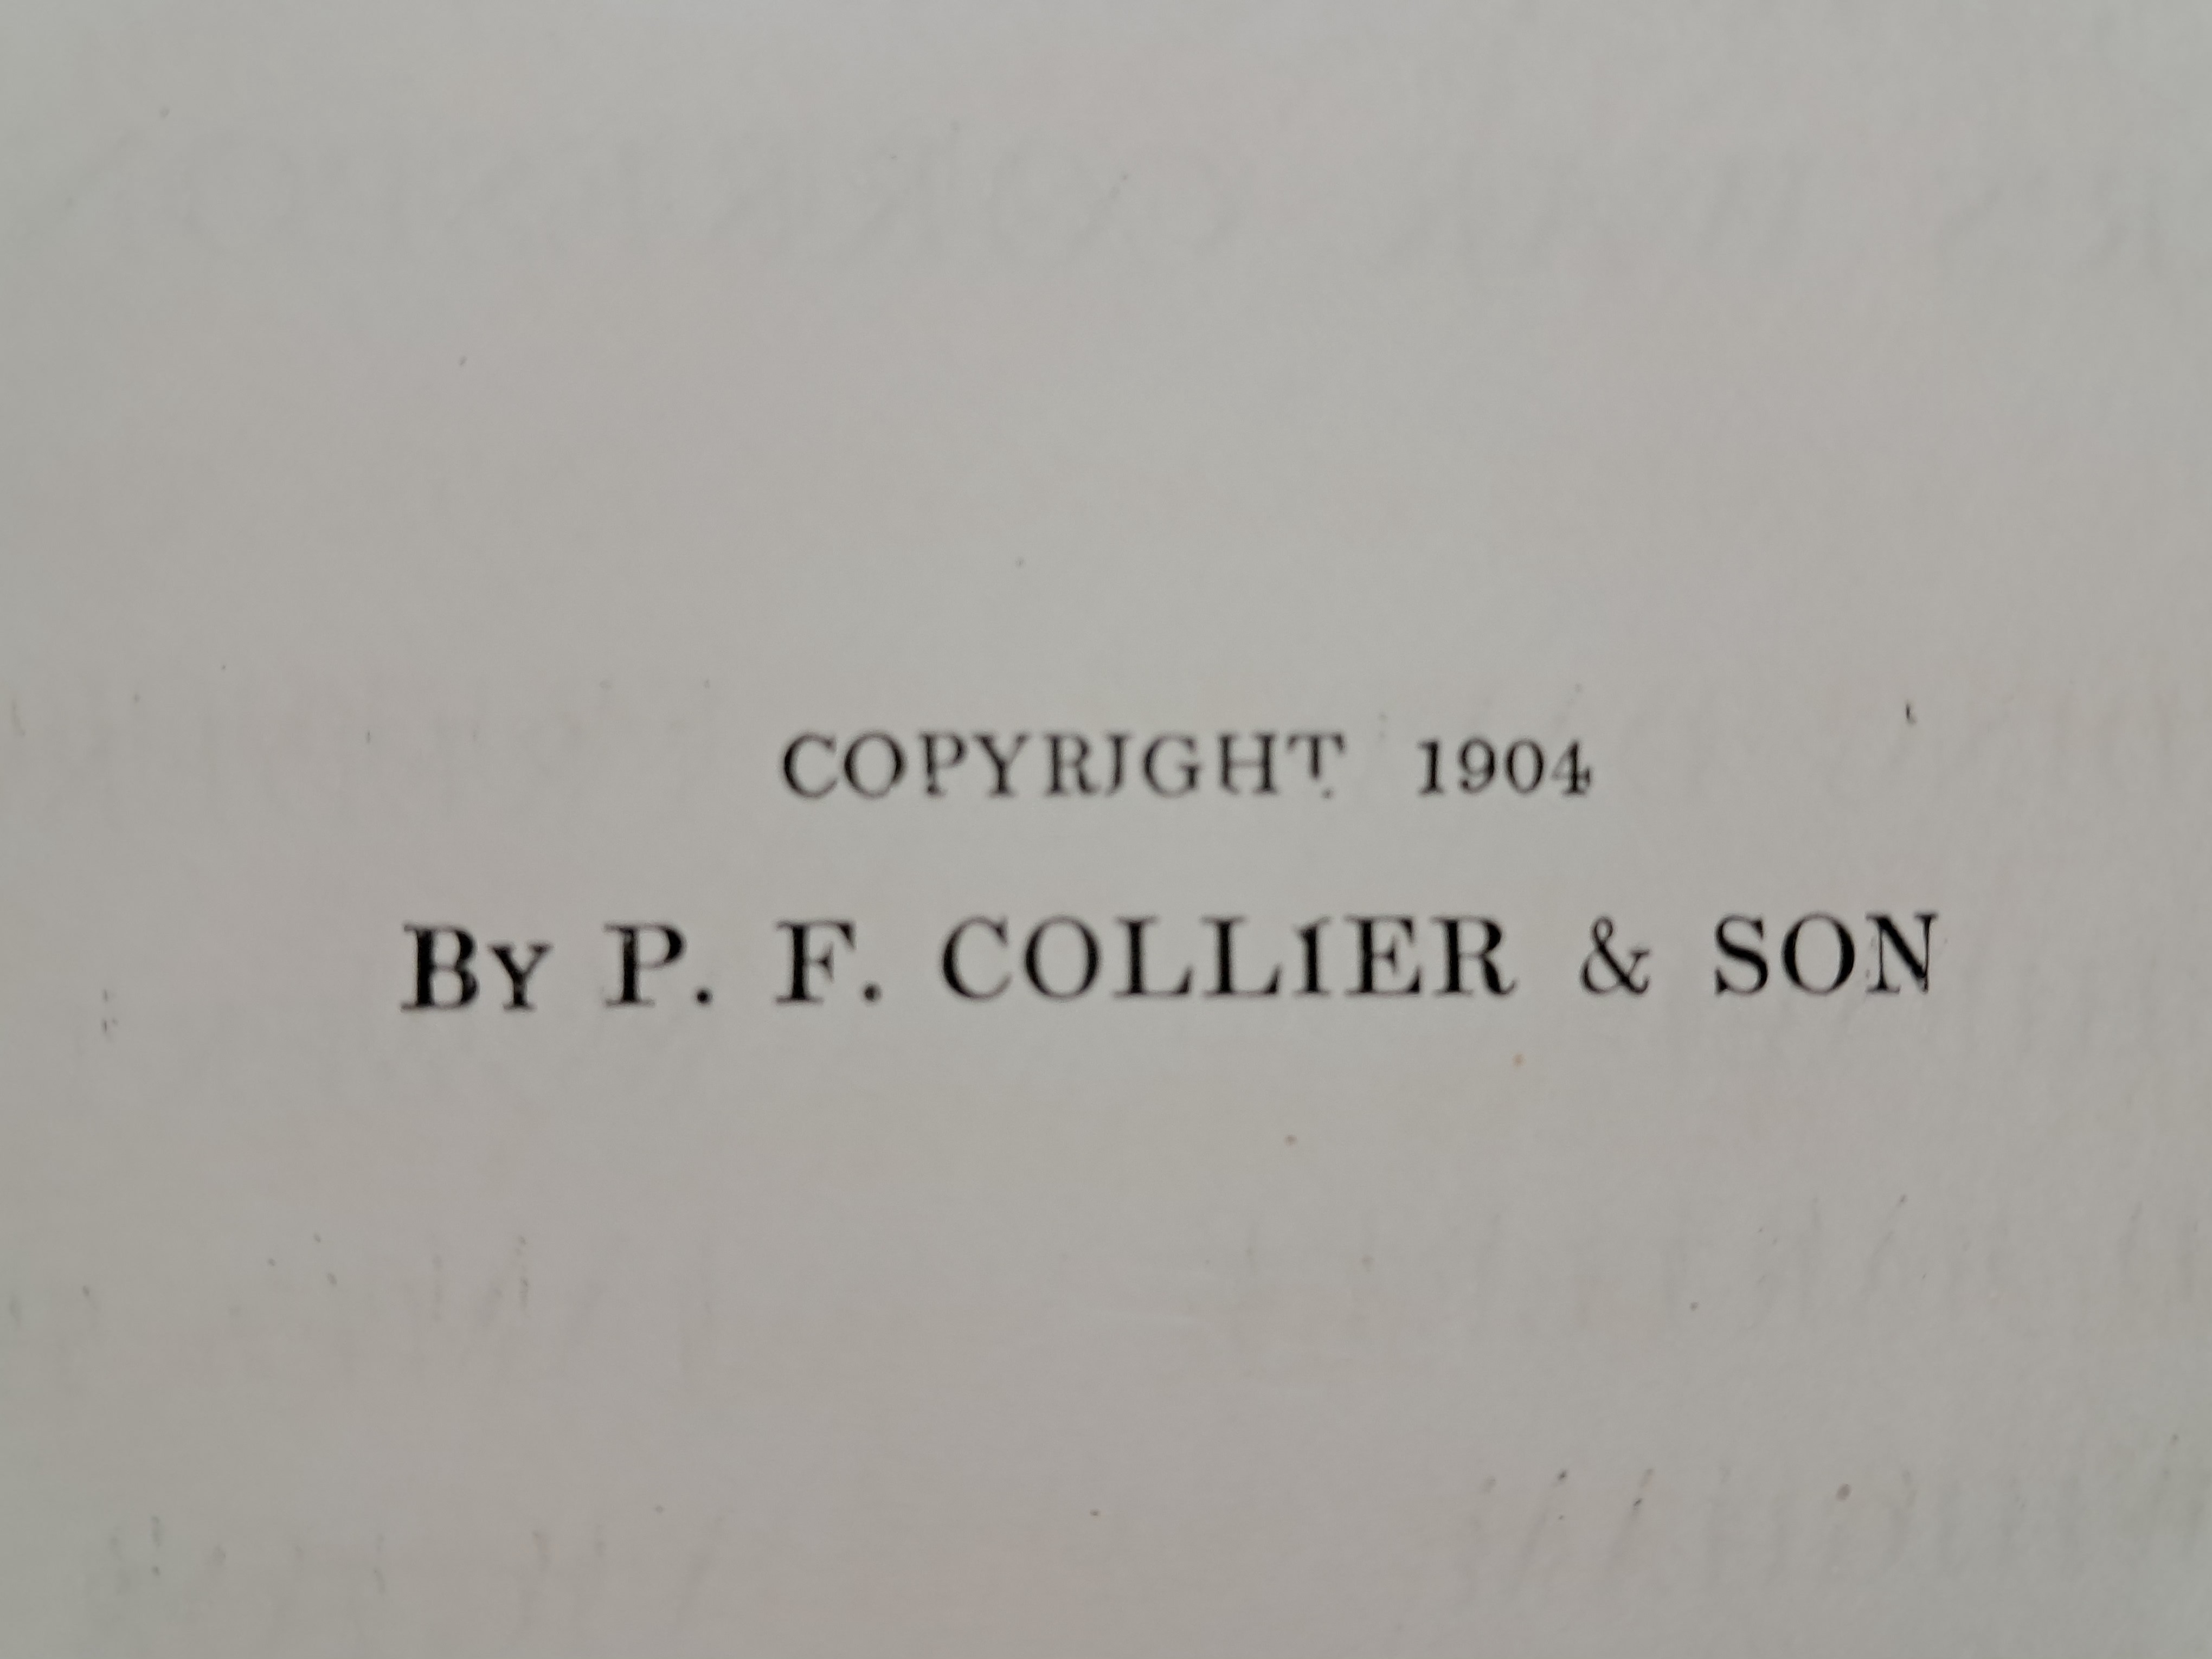 COPYRIGHT 1904
BY P. F. COLLIER & SON